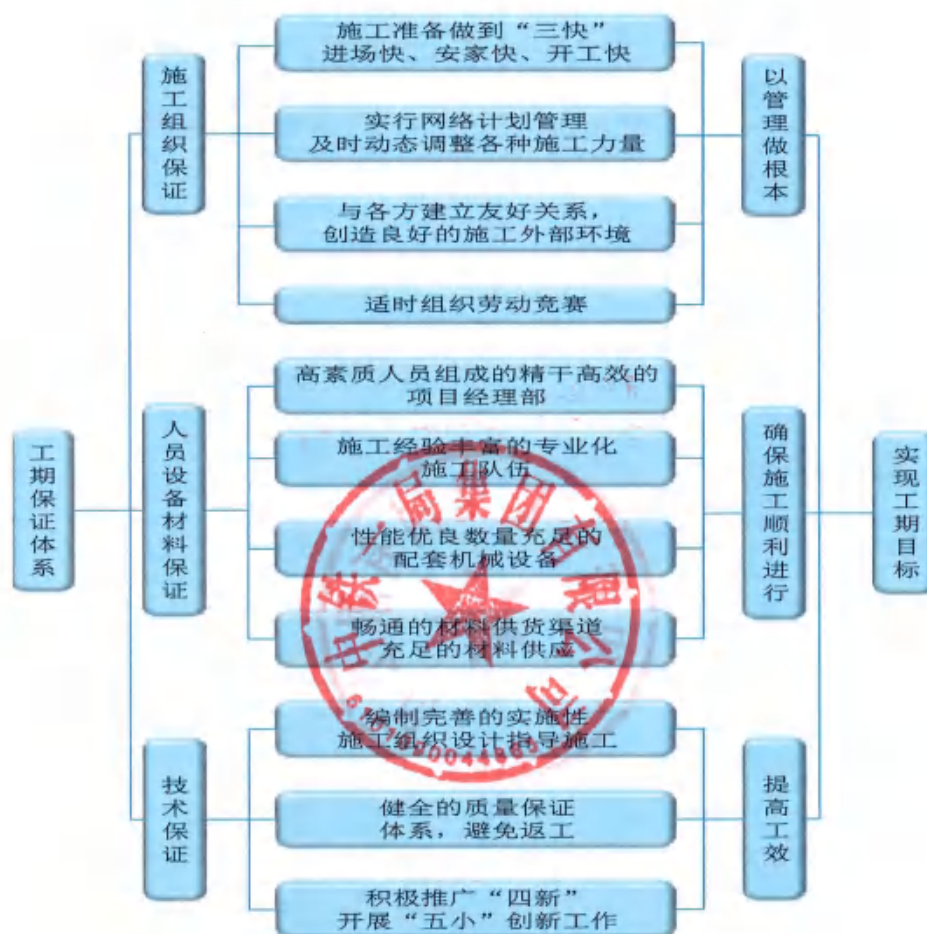 工期保证体系
施工组织保证
施工准备做到“三快”
进场快、安家快、开工快
实行网络计划管理
及时动态调整各种施工力量
与各方建立友好关系，
创造良好的施工外部环境
适时组织劳动竞赛
以管理做根本
人员设备材料保证
高素质人员组成的精干高效的
项目经理部
施工经验丰富的专业化
施工队伍
性能优良数量充足的
配套机械设备
畅通的材料供货渠道
充足的材料供应
确保施工顺利进行
技术保证
编制完善的实施性
施工组织设计指导施工
健全的质量保证
体系，避免返工
积极推广“四新”
开展“五小”创新工作
提高工效
实现工期目标
中铁一局集团有限公司